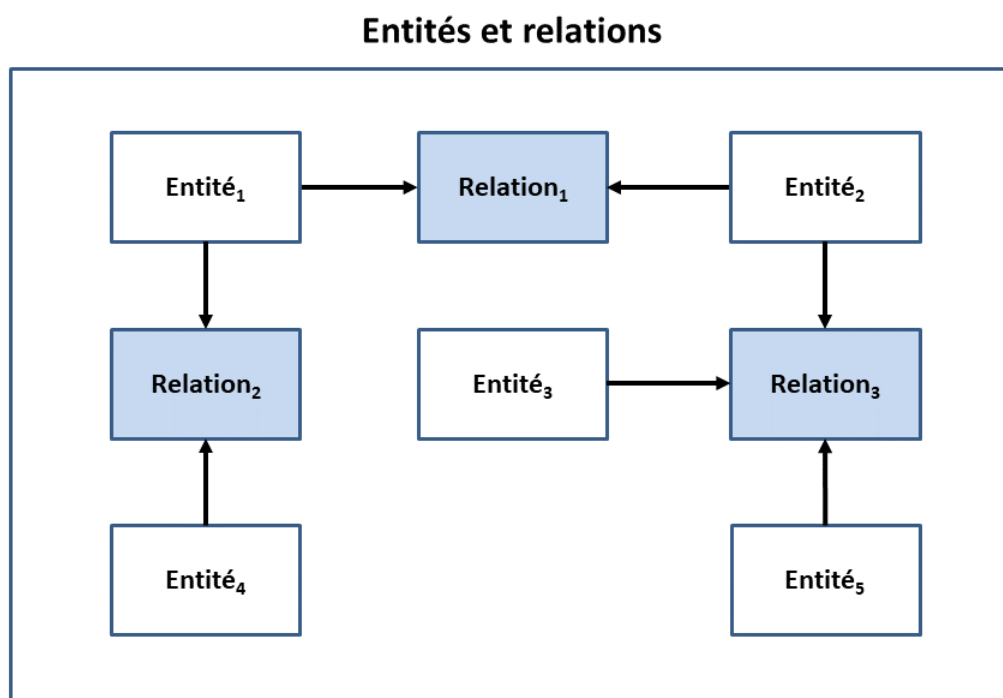 Entités et relations
Entité₁
Relation₁
Entité₂
Relation₂
Entité₃
Relation₃
Entité₄
Entité₅